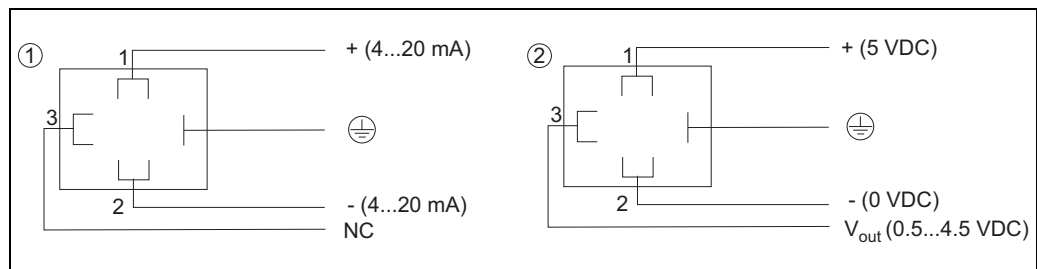 ①
1
+ (4...20 mA)
3
2
- (4...20 mA)
NC
②
1
+ (5 VDC)
3
2
- (0 VDC)
Vout (0.5...4.5 VDC)